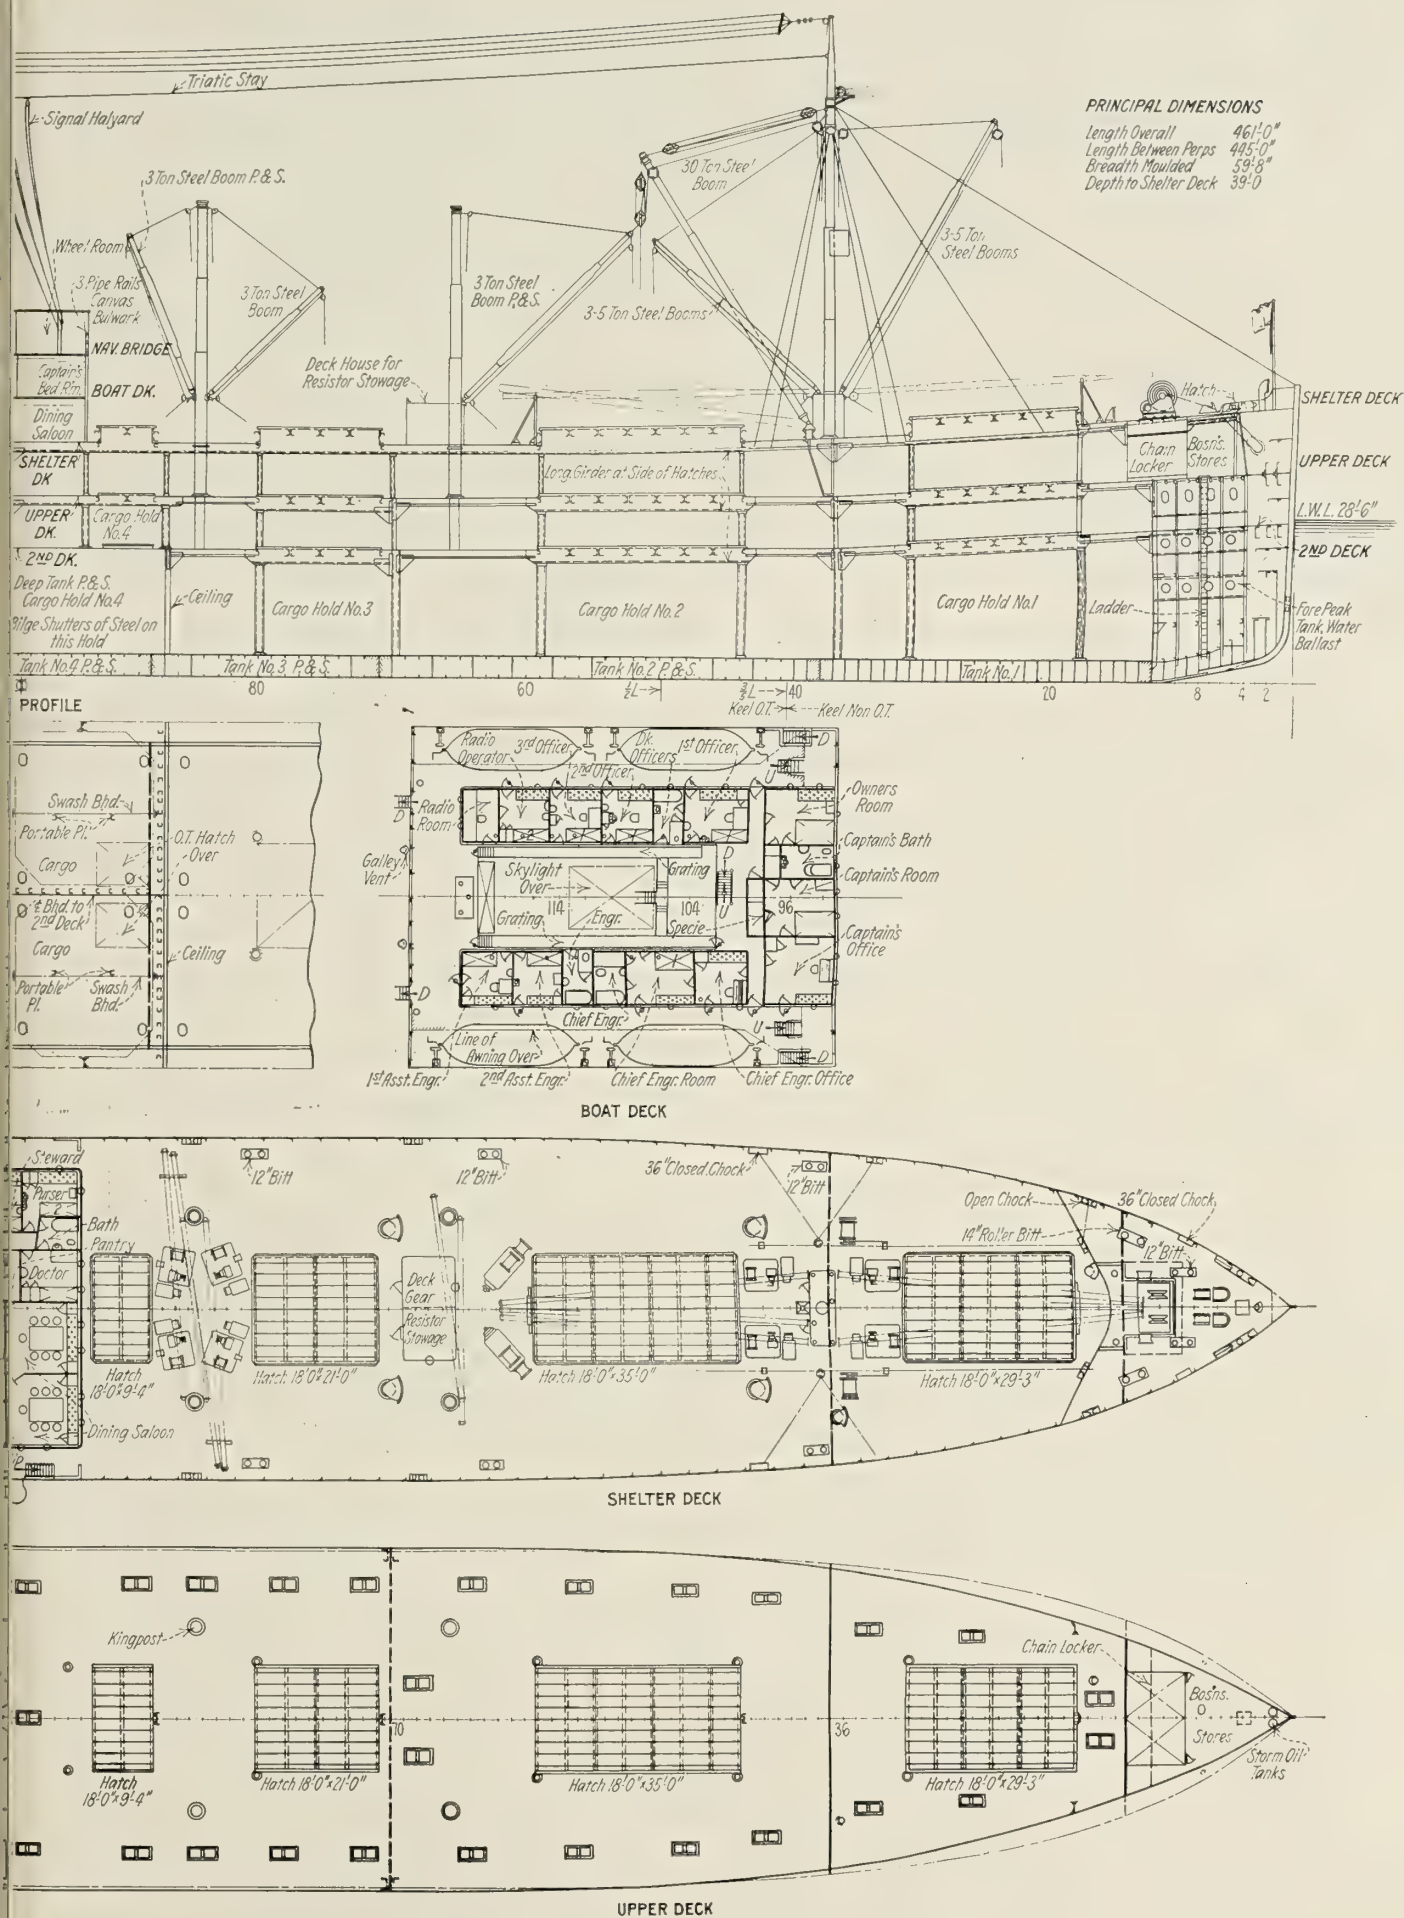 Triatic Stay
Signal Halyard
PRINCIPAL DIMENSIONS
Length Overall 461'-0"
Length Between Perps 445'-0"
Breadth Moulded 59'-8"
Depth to Shelter Deck 39'-0
3 Ton Steel Boom P. & S.
30 Ton Steel
Boom
Wheel Room
3 Pipe Rails
Canvas
Bulwark
3 Ton Steel
Boom
3 Ton Steel
Boom P.&S.
3-5 Ton Steel Booms
3-5 Ton
Steel Booms
NAV. BRIDGE
Captain's
Bed R'm.
BOAT DK.
Deck House for
Resistor Stowage
Dining
Saloon
Hatch
SHELTER DECK
SHELTER
DK
Long. Girder at Side of Hatches
Chain
Locker
Bosn's.
Stores
UPPER DECK
UPPER
DK.
Cargo Hold
No.4
L.W.L. 28'-6"
2ND DK.
2ND DECK
Deep Tank P.&S.
Cargo Hold No.4
Bilge Shutters of Steel on
this Hold
Ceiling
Cargo Hold No.3
Cargo Hold No.2
Cargo Hold No.1
Ladder
Fore Peak
Tank, Water
Ballast
Tank No.4 P.&S.
Tank No.3 P.&S.
Tank No.2 P.&S.
Tank No.1
80 60 ½L 3/5L 40 20 8 4 2
Keel O.T. Keel Non O.T.
PROFILE
Swash Bhd.
Portable Pl.
O.T. Hatch
Over
Cargo
℄ Bhd. to
2nd Deck
Cargo
Ceiling
Portable
Pl.
Swash
Bhd.
Radio
Operator
3rd Officer
2nd Officer
Dk.
Officers
1st Officer
D
U
Owners
Room
D
Radio
Room
Captain's Bath
Galley
Vent
Skylight
Over
Grating
D
Captain's Room
114
104
U
96
Grating
Engr.
Specie
Captain's
Office
D
Chief Engr.
U
Line of
Awning Over
D
1st Asst. Engr.
2nd Asst. Engr.
Chief Engr. Room
Chief Engr. Office
BOAT DECK
Steward
Purser
2
Bath
Pantry
Doctor
12" Bitt
12" Bitt
36" Closed Chock
12" Bitt
Open Chock
36" Closed Chock
14" Roller Bitt
12" Bitt
Deck
Gear
Resistor
Stowage
Hatch
18'-0"x9'-4"
Hatch 18'-0"x21'-0"
Hatch 18'-0"x35'-0"
Hatch 18'-0"x29'-3"
Dining Saloon
SHELTER DECK
Kingpost
Chain Locker
70
36
Bosn's.
Stores
Storm Oil
Tanks
Hatch
18'-0"x9'-4"
Hatch 18'-0"x21'-0"
Hatch 18'-0"x35'-0"
Hatch 18'-0"x29'-3"
UPPER DECK